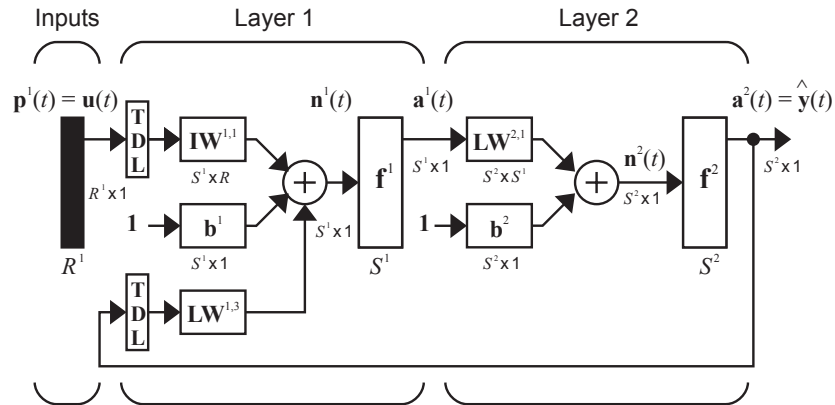 Inputs Layer 1 Layer 2
p¹(t) = u(t) n¹(t) a¹(t) a²(t) = ŷ(t)
TDL IW¹,¹ f¹ LW²,¹ n²(t) f²
R¹ x 1 S¹ x R S¹ x 1 S² x S¹ S² x 1 S² x 1
1 b¹ S¹ x 1 1 b²
R¹ S¹ x 1 S¹ S² x 1 S²
TDL LW¹,³